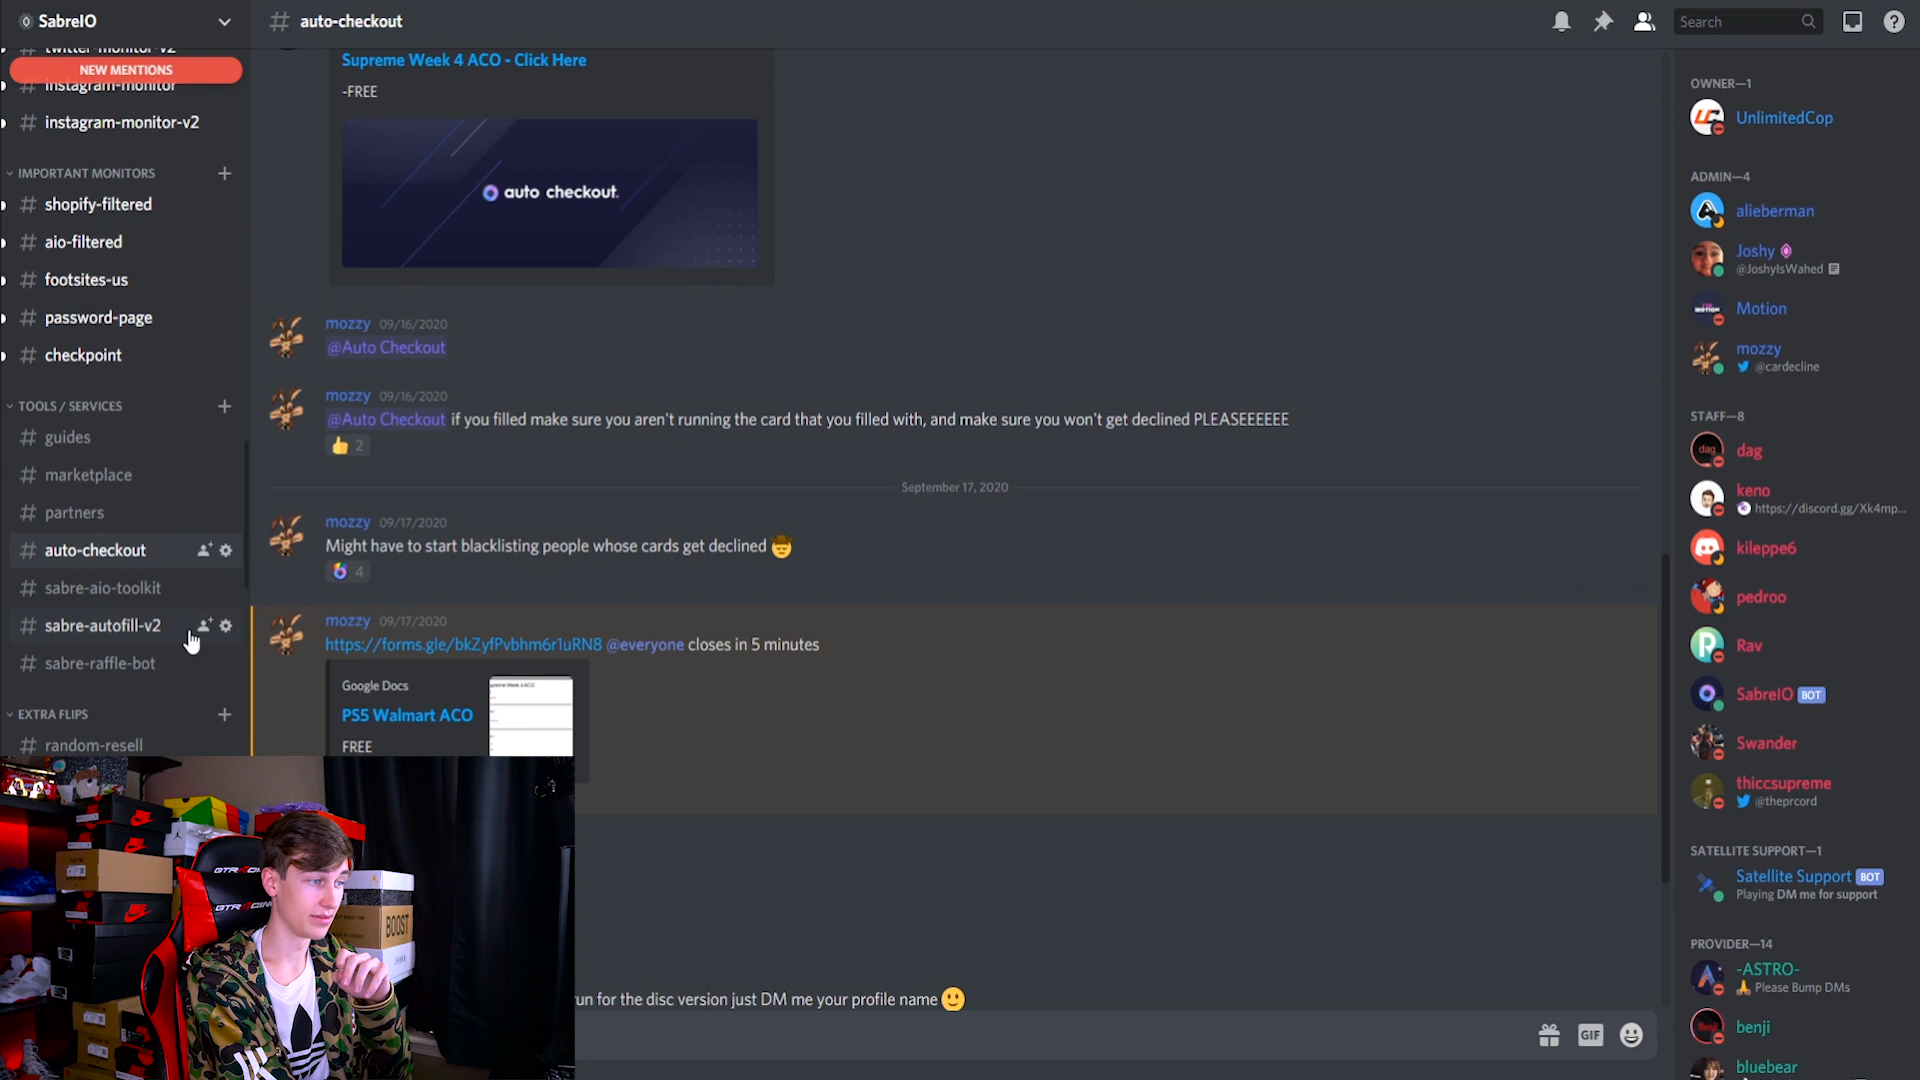 SabreIO
twitter-monitor-v2
NEW MENTIONS
instagram-monitor
instagram-monitor-v2
IMPORTANT MONITORS
shopify-filtered
aio-filtered
footsites-us
password-page
checkpoint
TOOLS / SERVICES
guides
marketplace
partners
auto-checkout
sabre-aio-toolkit
sabre-autofill-v2
sabre-raffle-bot
EXTRA FLIPS
random-resell
# auto-checkout
Search
Supreme Week 4 ACO - Click Here
-FREE
auto checkout.
mozzy 09/16/2020
@Auto Checkout
mozzy 09/16/2020
@Auto Checkout if you filled make sure you aren't running the card that you filled with, and make sure you won't get declined PLEASEEEEEE
👍 2
September 17, 2020
mozzy 09/17/2020
Might have to start blacklisting people whose cards get declined 🤠
4
mozzy 09/17/2020
https://forms.gle/bkZyfPvbhm6r1uRN8 @everyone closes in 5 minutes
Google Docs
PS5 Walmart ACO
FREE
Supreme Week 4 ACO
un for the disc version just DM me your profile name 🙂
GIF
OWNER—1
UnlimitedCop
ADMIN—4
alieberman
Joshy
@JoshyIsWahed
Motion
mozzy
@cardecline
STAFF—8
dag
dag
keno
https://discord.gg/Xk4mp...
kileppe6
pedroo
Rav
SabreIO BOT
Swander
thiccsupreme
@theprcord
SATELLITE SUPPORT—1
Satellite Support BOT
Playing DM me for support
PROVIDER—14
-ASTRO-
🙏 Please Bump DMs
benji
bluebear
BOOST